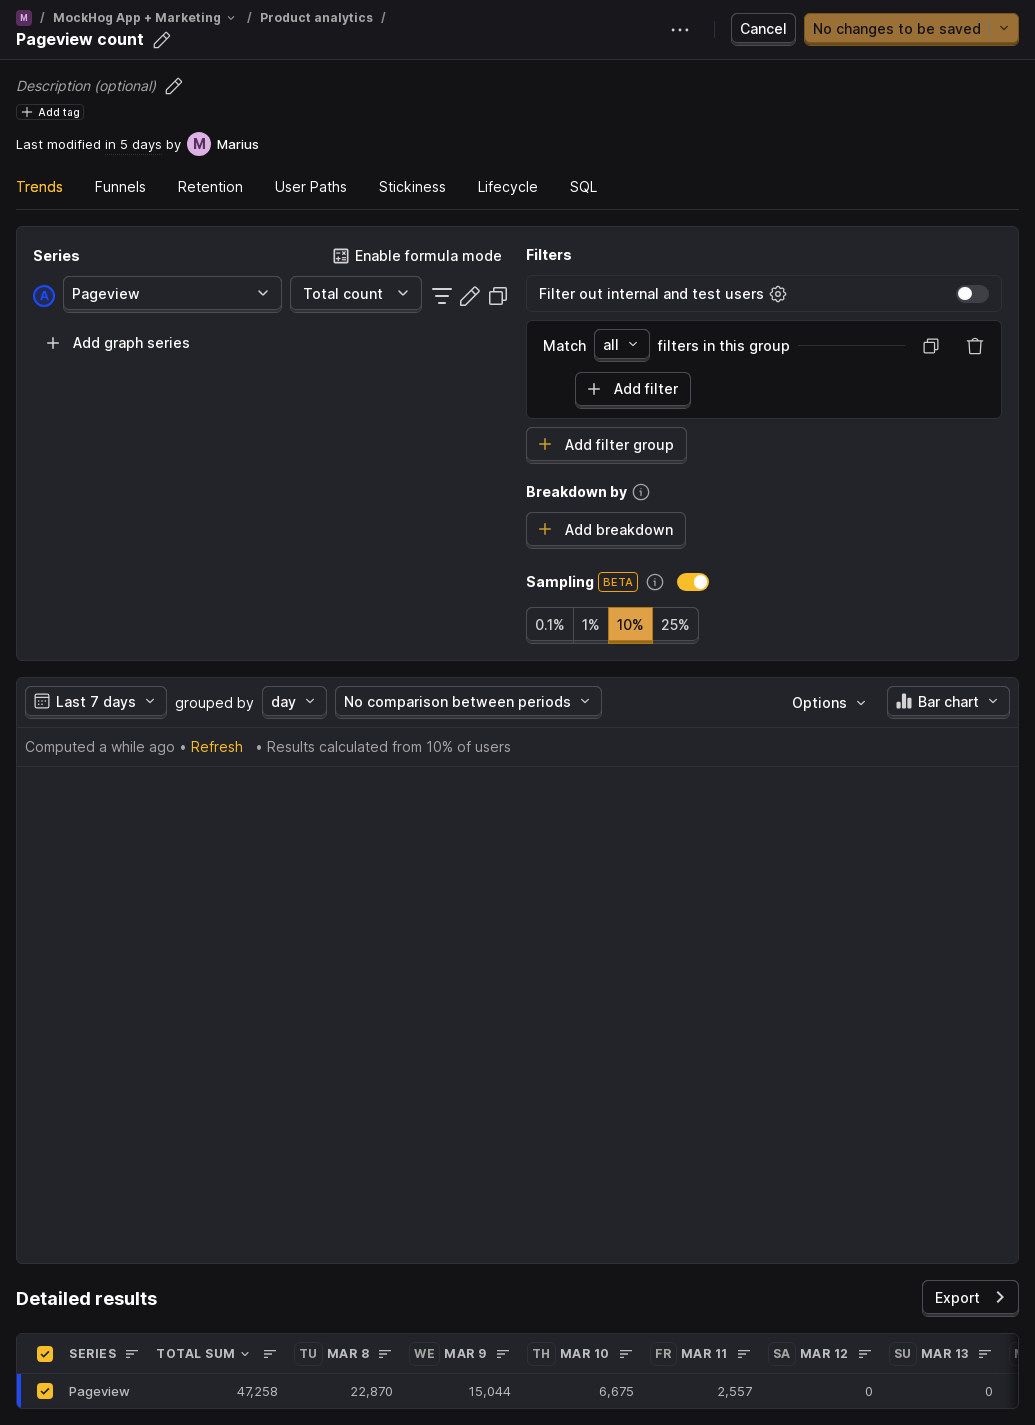 M / MockHog App + Marketing / Product analytics /
Pageview count
Cancel
No changes to be saved
Description (optional)
Add tag
Last modified in 5 days by M Marius
Trends Funnels Retention User Paths Stickiness Lifecycle SQL
Series
Enable formula mode
A Pageview Total count
Add graph series
Filters
Filter out internal and test users
Match all filters in this group
Add filter
Add filter group
Breakdown by
Add breakdown
Sampling BETA
0.1% 1% 10% 25%
Last 7 days grouped by day No comparison between periods Options Bar chart
Computed a while ago • Refresh • Results calculated from 10% of users
Detailed results
Export
SERIES TOTAL SUM TU MAR 8 WE MAR 9 TH MAR 10 FR MAR 11 SA MAR 12 SU MAR 13
Pageview 47,258 22,870 15,044 6,675 2,557 0 0